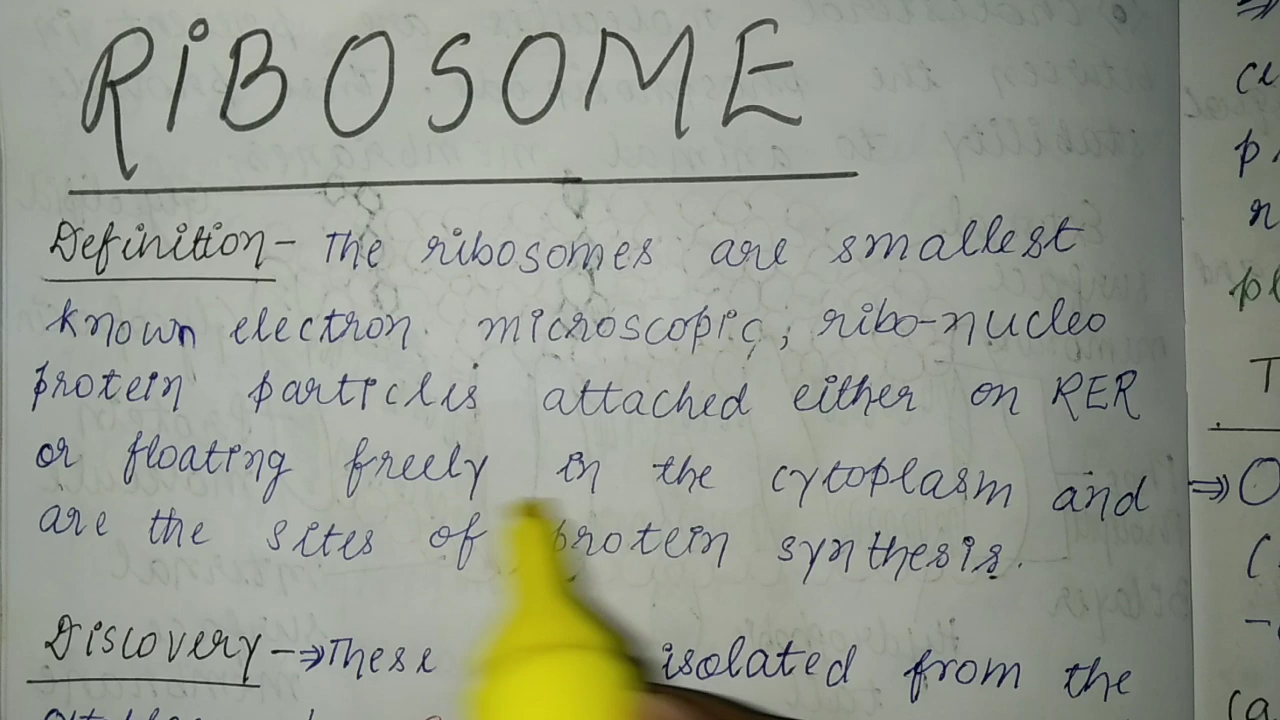 RIBOSOME
Definition- The ribosomes are smallest
known electron microscopic, ribo-nucleo
protein particles attached either on RER
or floating freely in the cytoplasm and
are the sites of protein synthesis.
Discovery-⇒These isolated from the